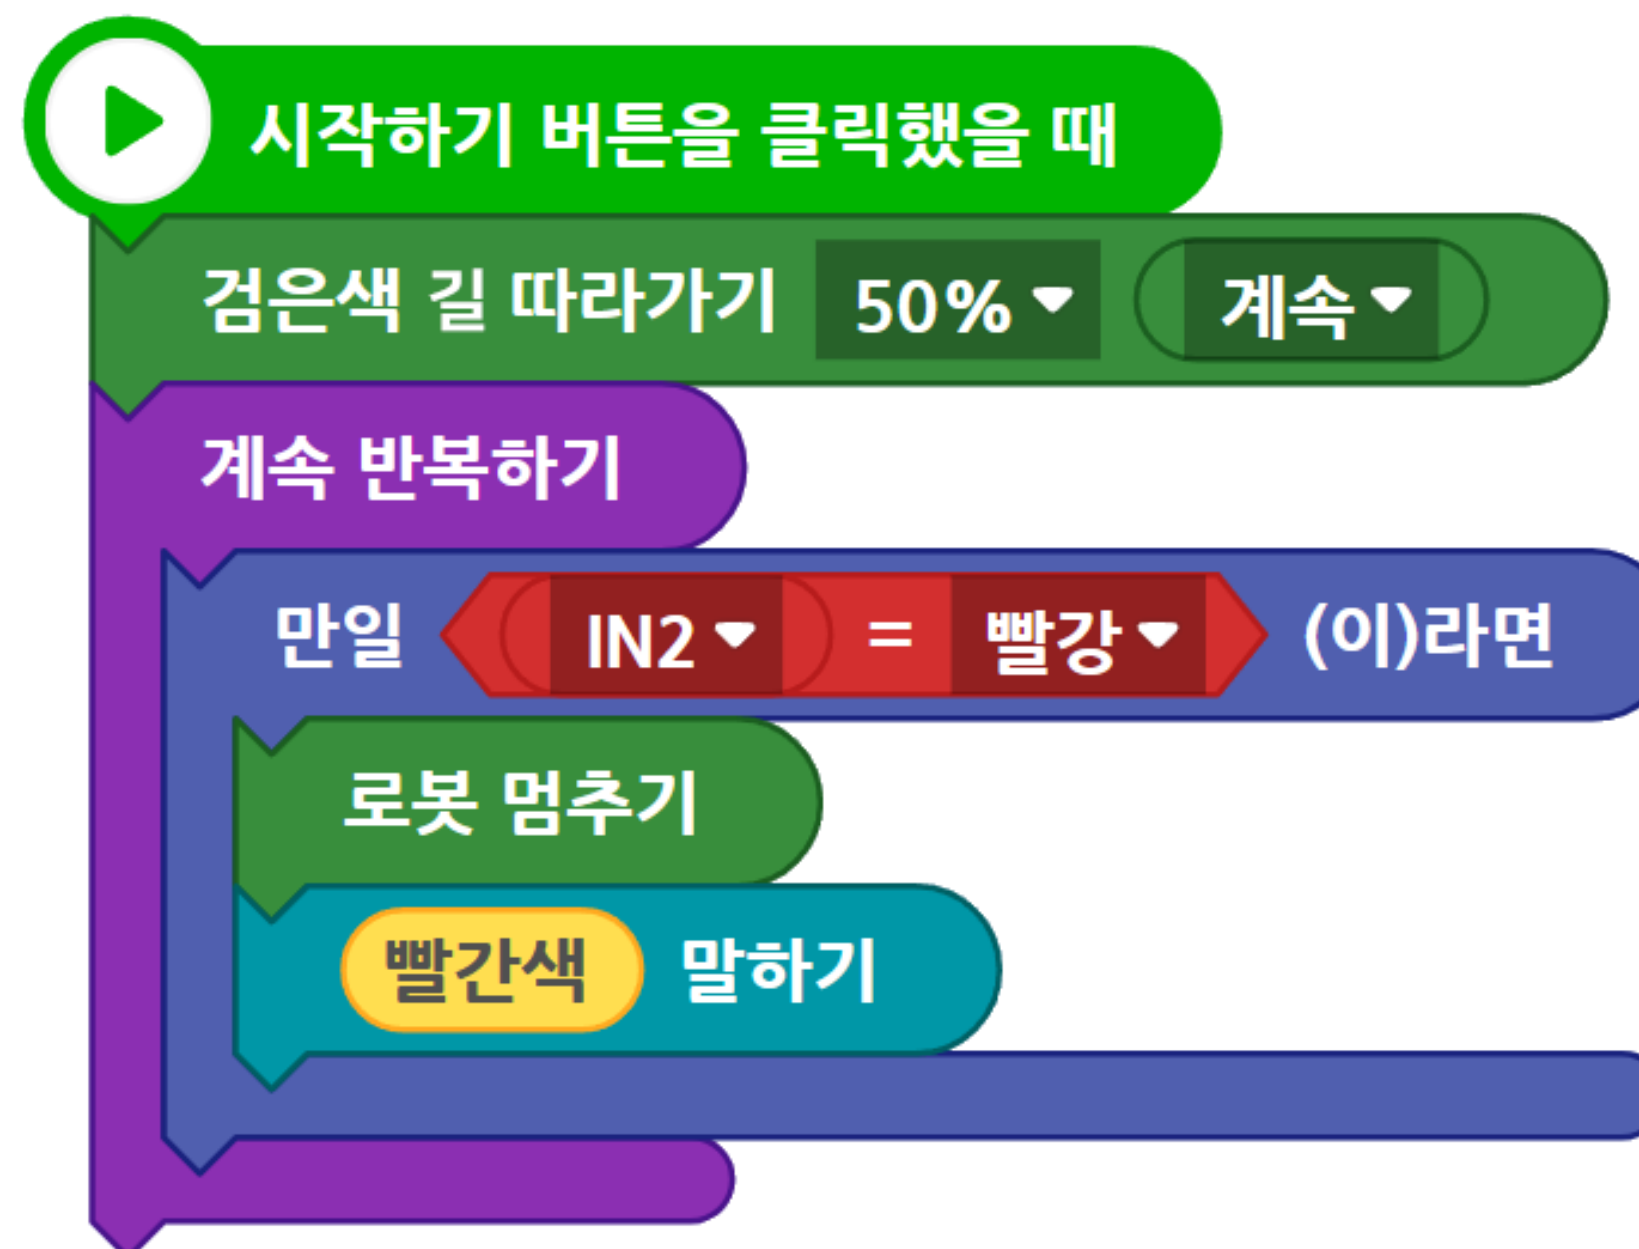 시작하기 버튼을 클릭했을 때
검은색 길 따라가기 50% 계속
계속 반복하기
만일 IN2 = 빨강 (이)라면
로봇 멈추기
빨간색 말하기